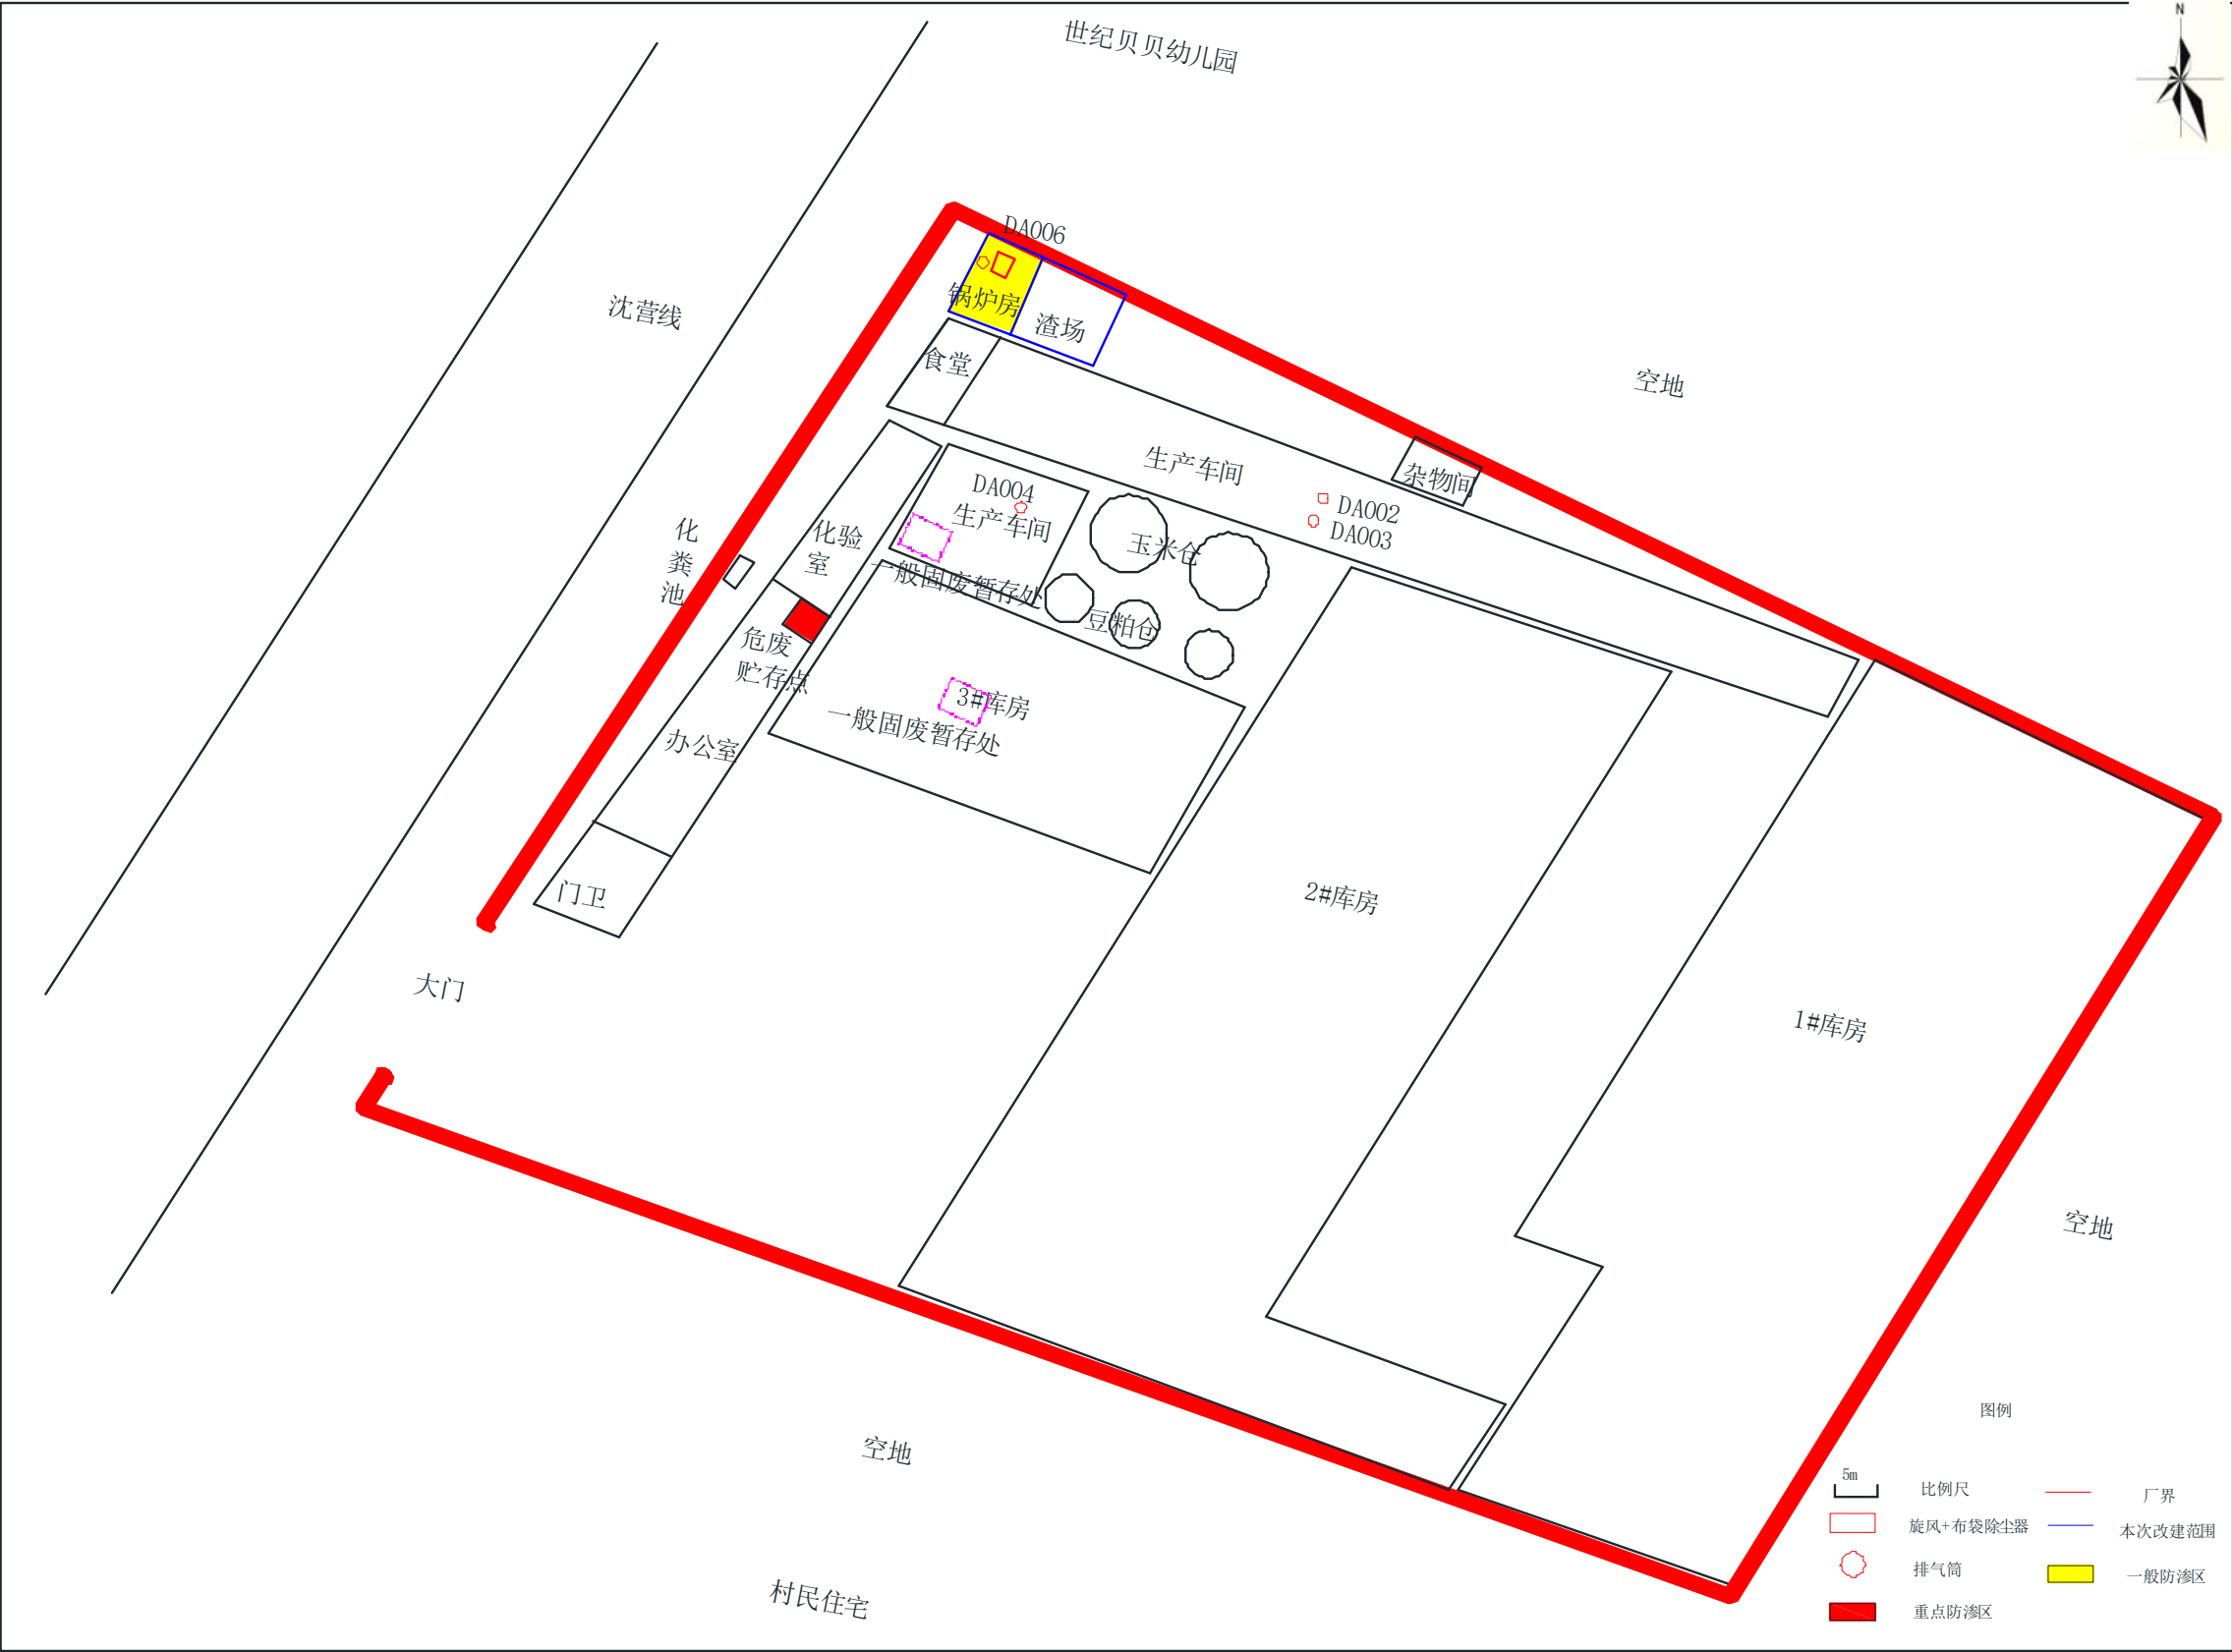 N
世纪贝贝幼儿园
DA006
沈营线
锅炉房
渣场
食堂
空地
生产车间
杂物间
DA004
生产车间
DA002
DA003
化粪池
化验室
玉米仓
一般固废暂存处
豆粕仓
危废
贮存点
3#库房
一般固废暂存处
办公室
门卫
2#库房
大门
1#库房
空地
空地
村民住宅
图例
5m
比例尺
厂界
旋风+布袋除尘器
本次改建范围
排气筒
一般防渗区
重点防渗区